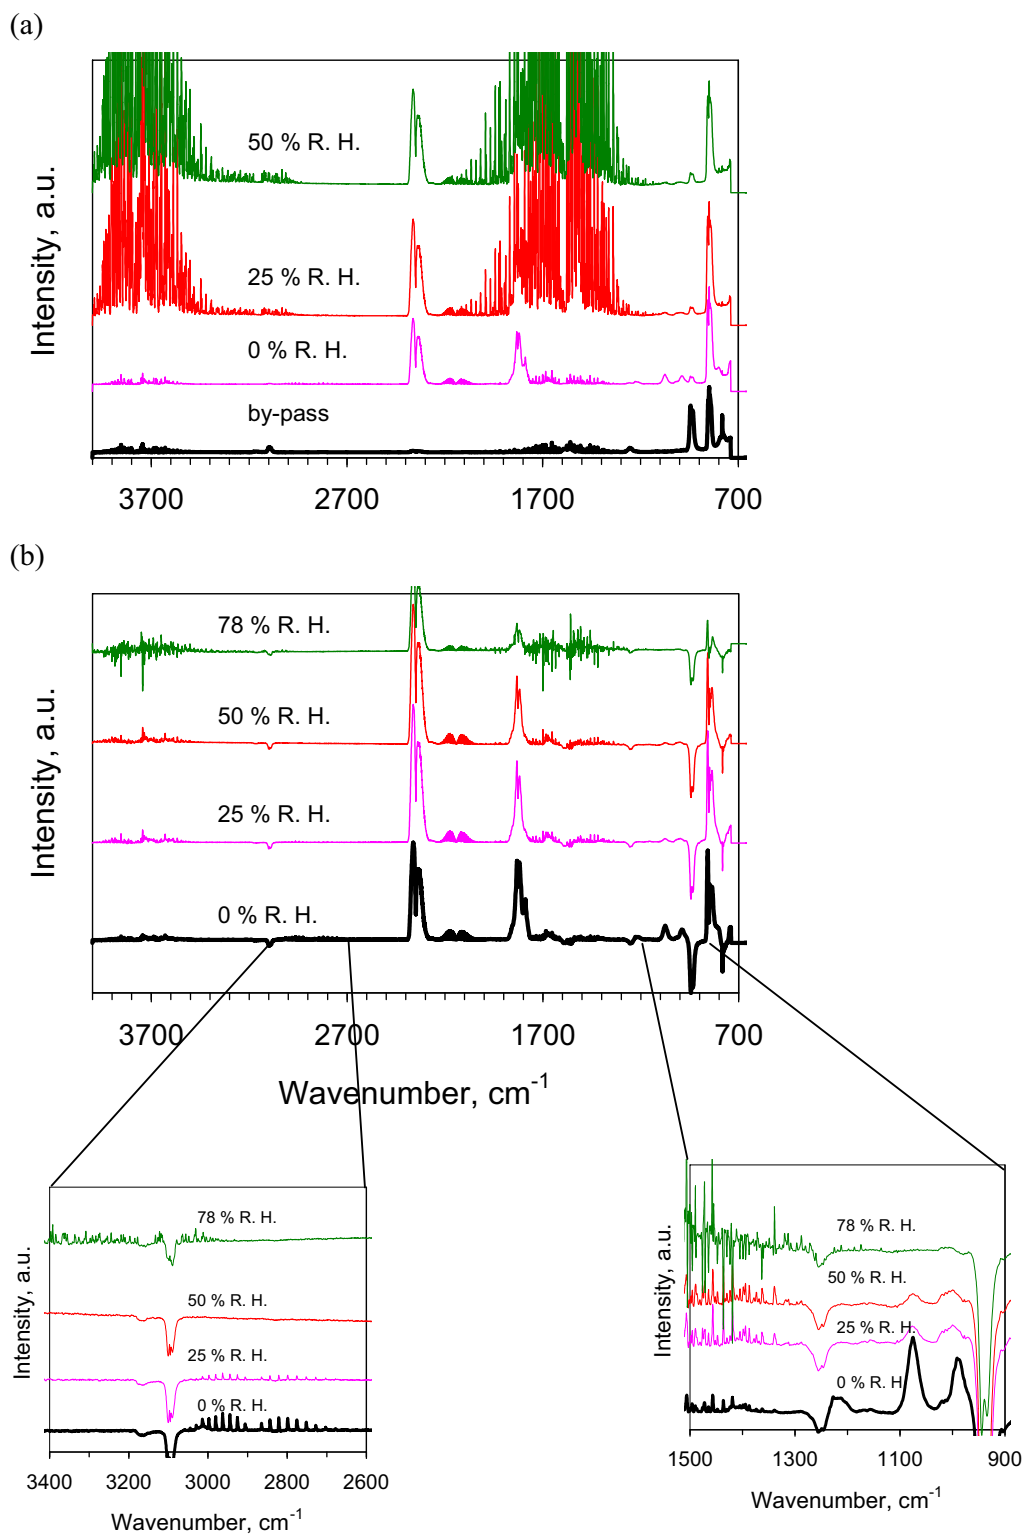 (a)
Intensity, a.u.
50 % R. H.
25 % R. H.
0 % R. H.
by-pass
3700 2700 1700 700
(b)
Intensity, a.u.
78 % R. H.
50 % R. H.
25 % R. H.
0 % R. H.
3700 2700 1700 700
Wavenumber, cm-1
Intensity, a.u.
78 % R. H.
50 % R. H.
25 % R. H.
0 % R. H.
3400 3200 3000 2800 2600
Wavenumber, cm-1
Intensity, a.u.
78 % R. H.
50 % R. H.
25 % R. H.
0 % R. H
1500 1300 1100 900
Wavenumber, cm-1